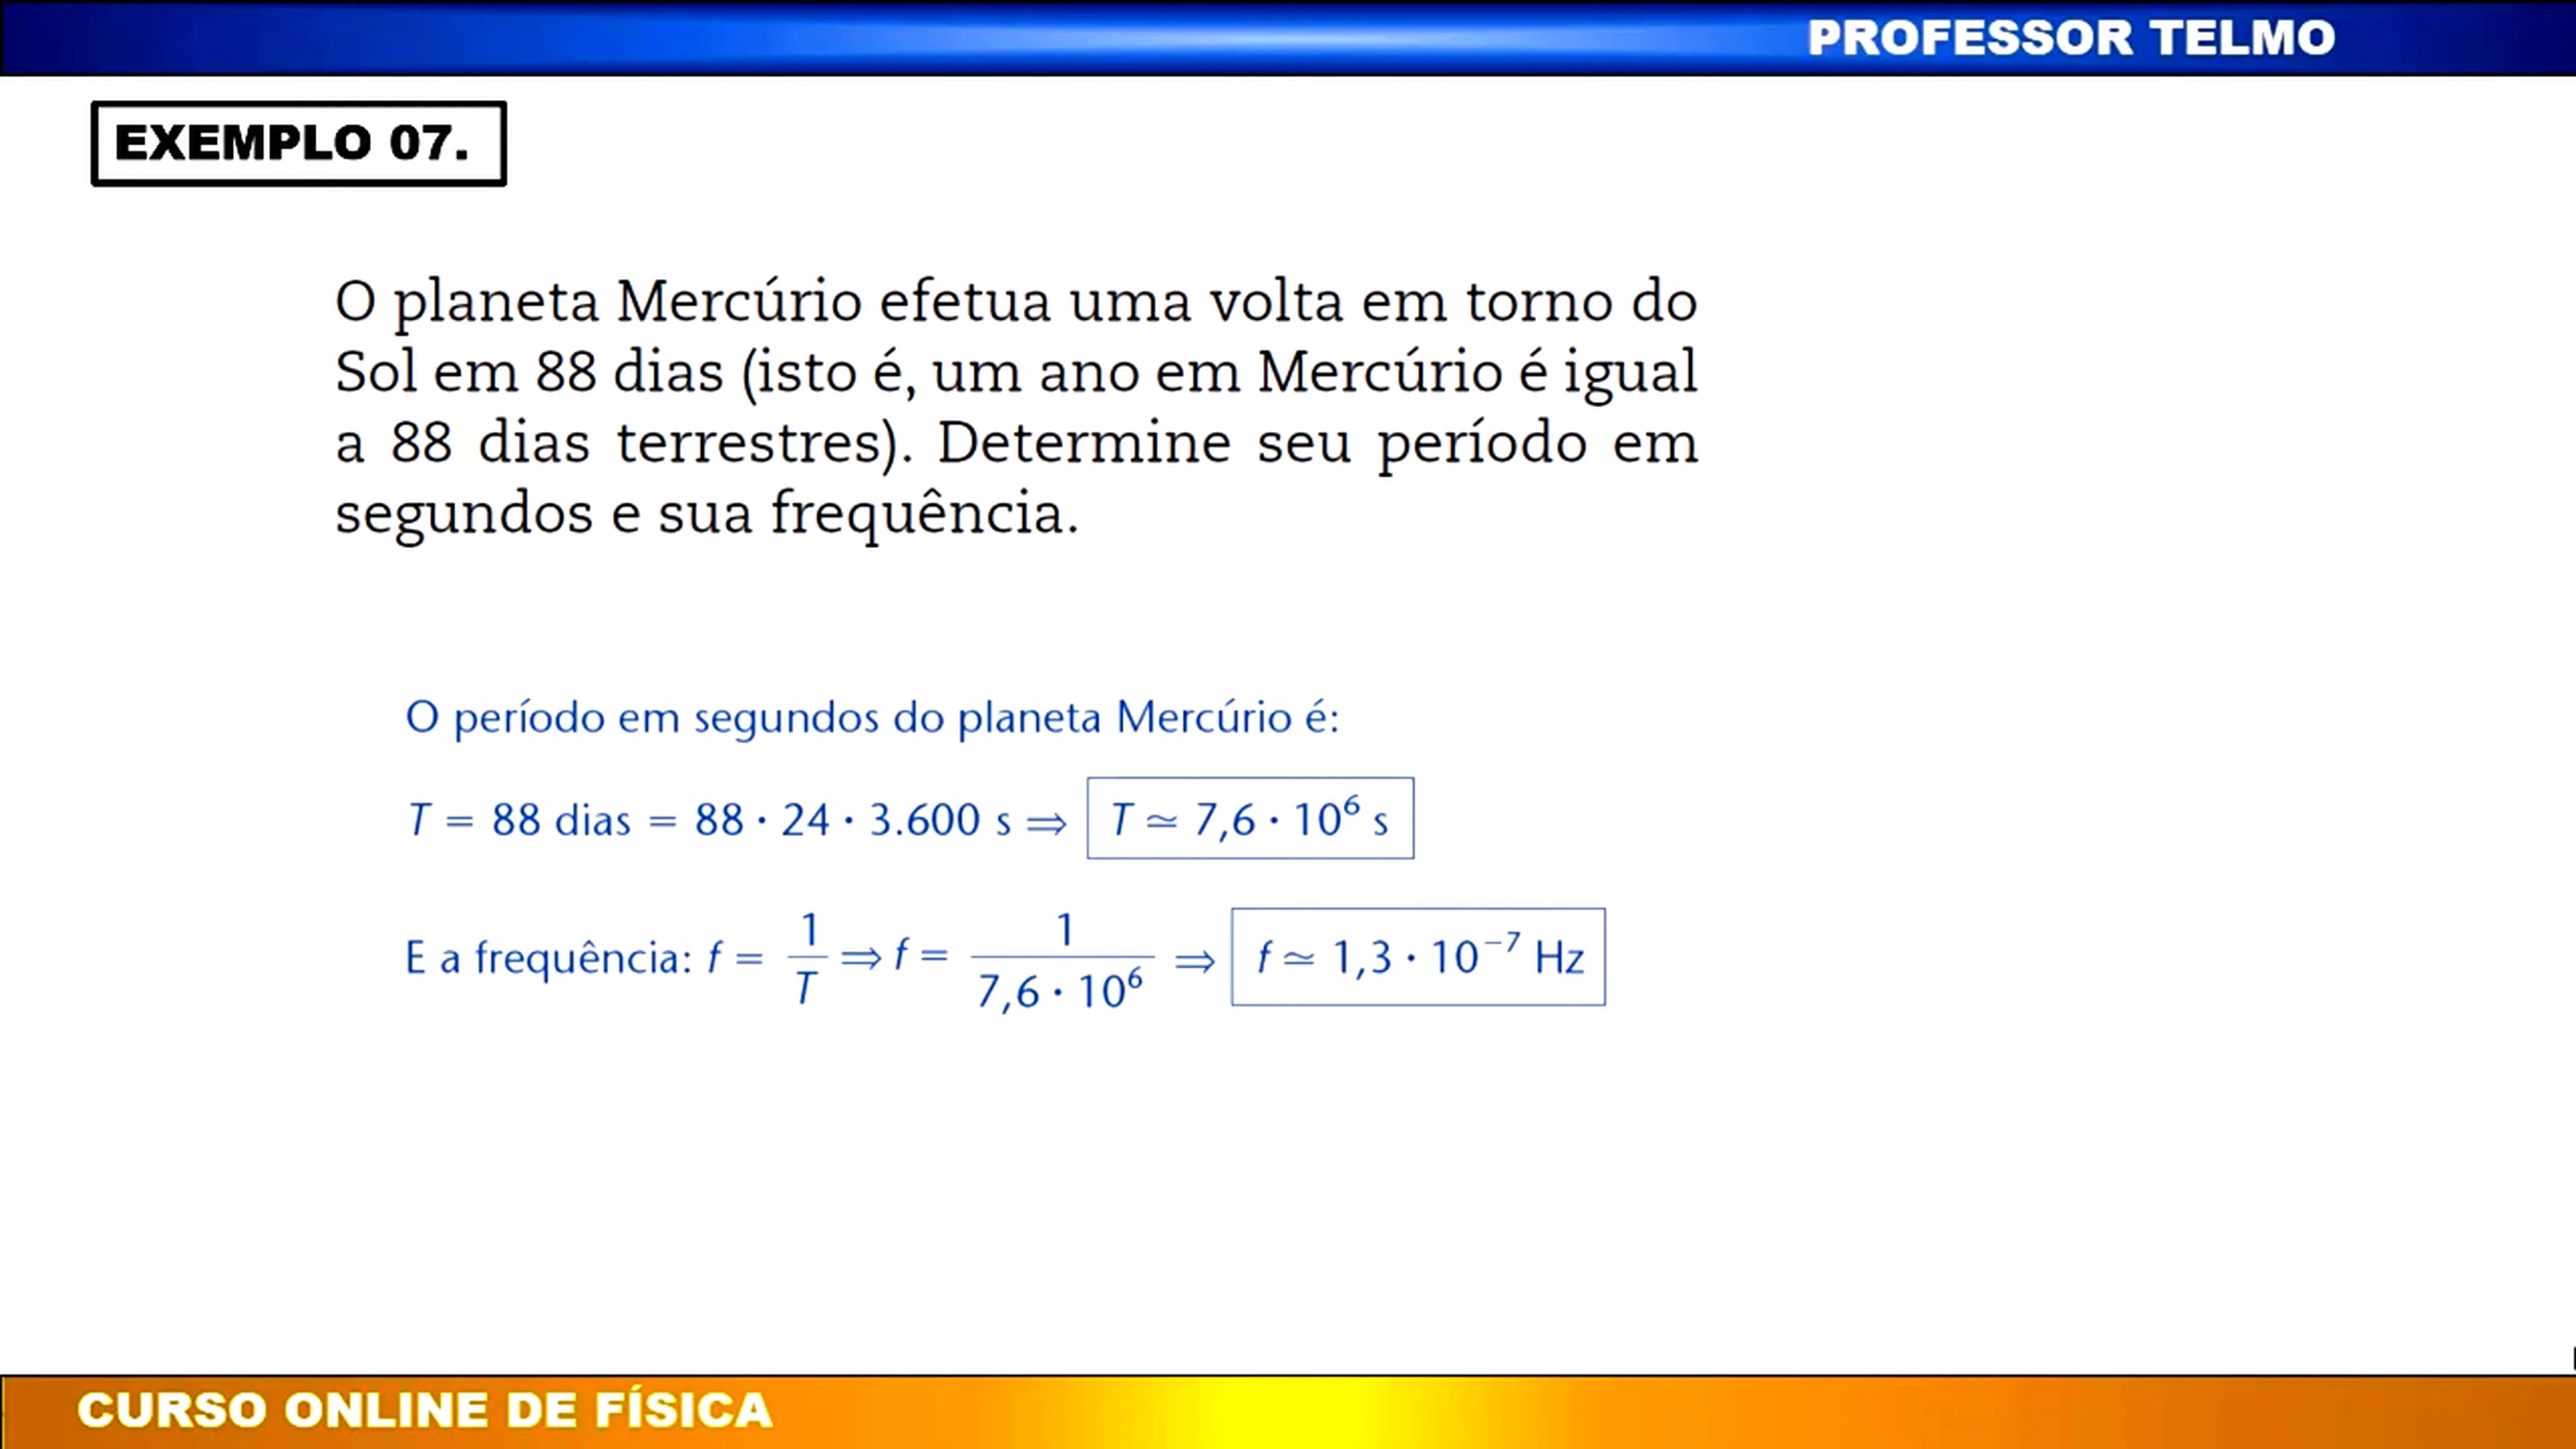 PROFESSOR TELMO
EXEMPLO 07.
O planeta Mercúrio efetua uma volta em torno do
Sol em 88 dias (isto é, um ano em Mercúrio é igual
a 88 dias terrestres). Determine seu período em
segundos e sua frequência.
O período em segundos do planeta Mercúrio é:
T = 88 dias = 88 · 24 · 3.600 s ⇒ T ≃ 7,6 · 10⁶ s
E a frequência: f = 1/T ⇒ f = 1/(7,6 · 10⁶) ⇒ f ≃ 1,3 · 10⁻⁷ Hz
CURSO ONLINE DE FÍSICA